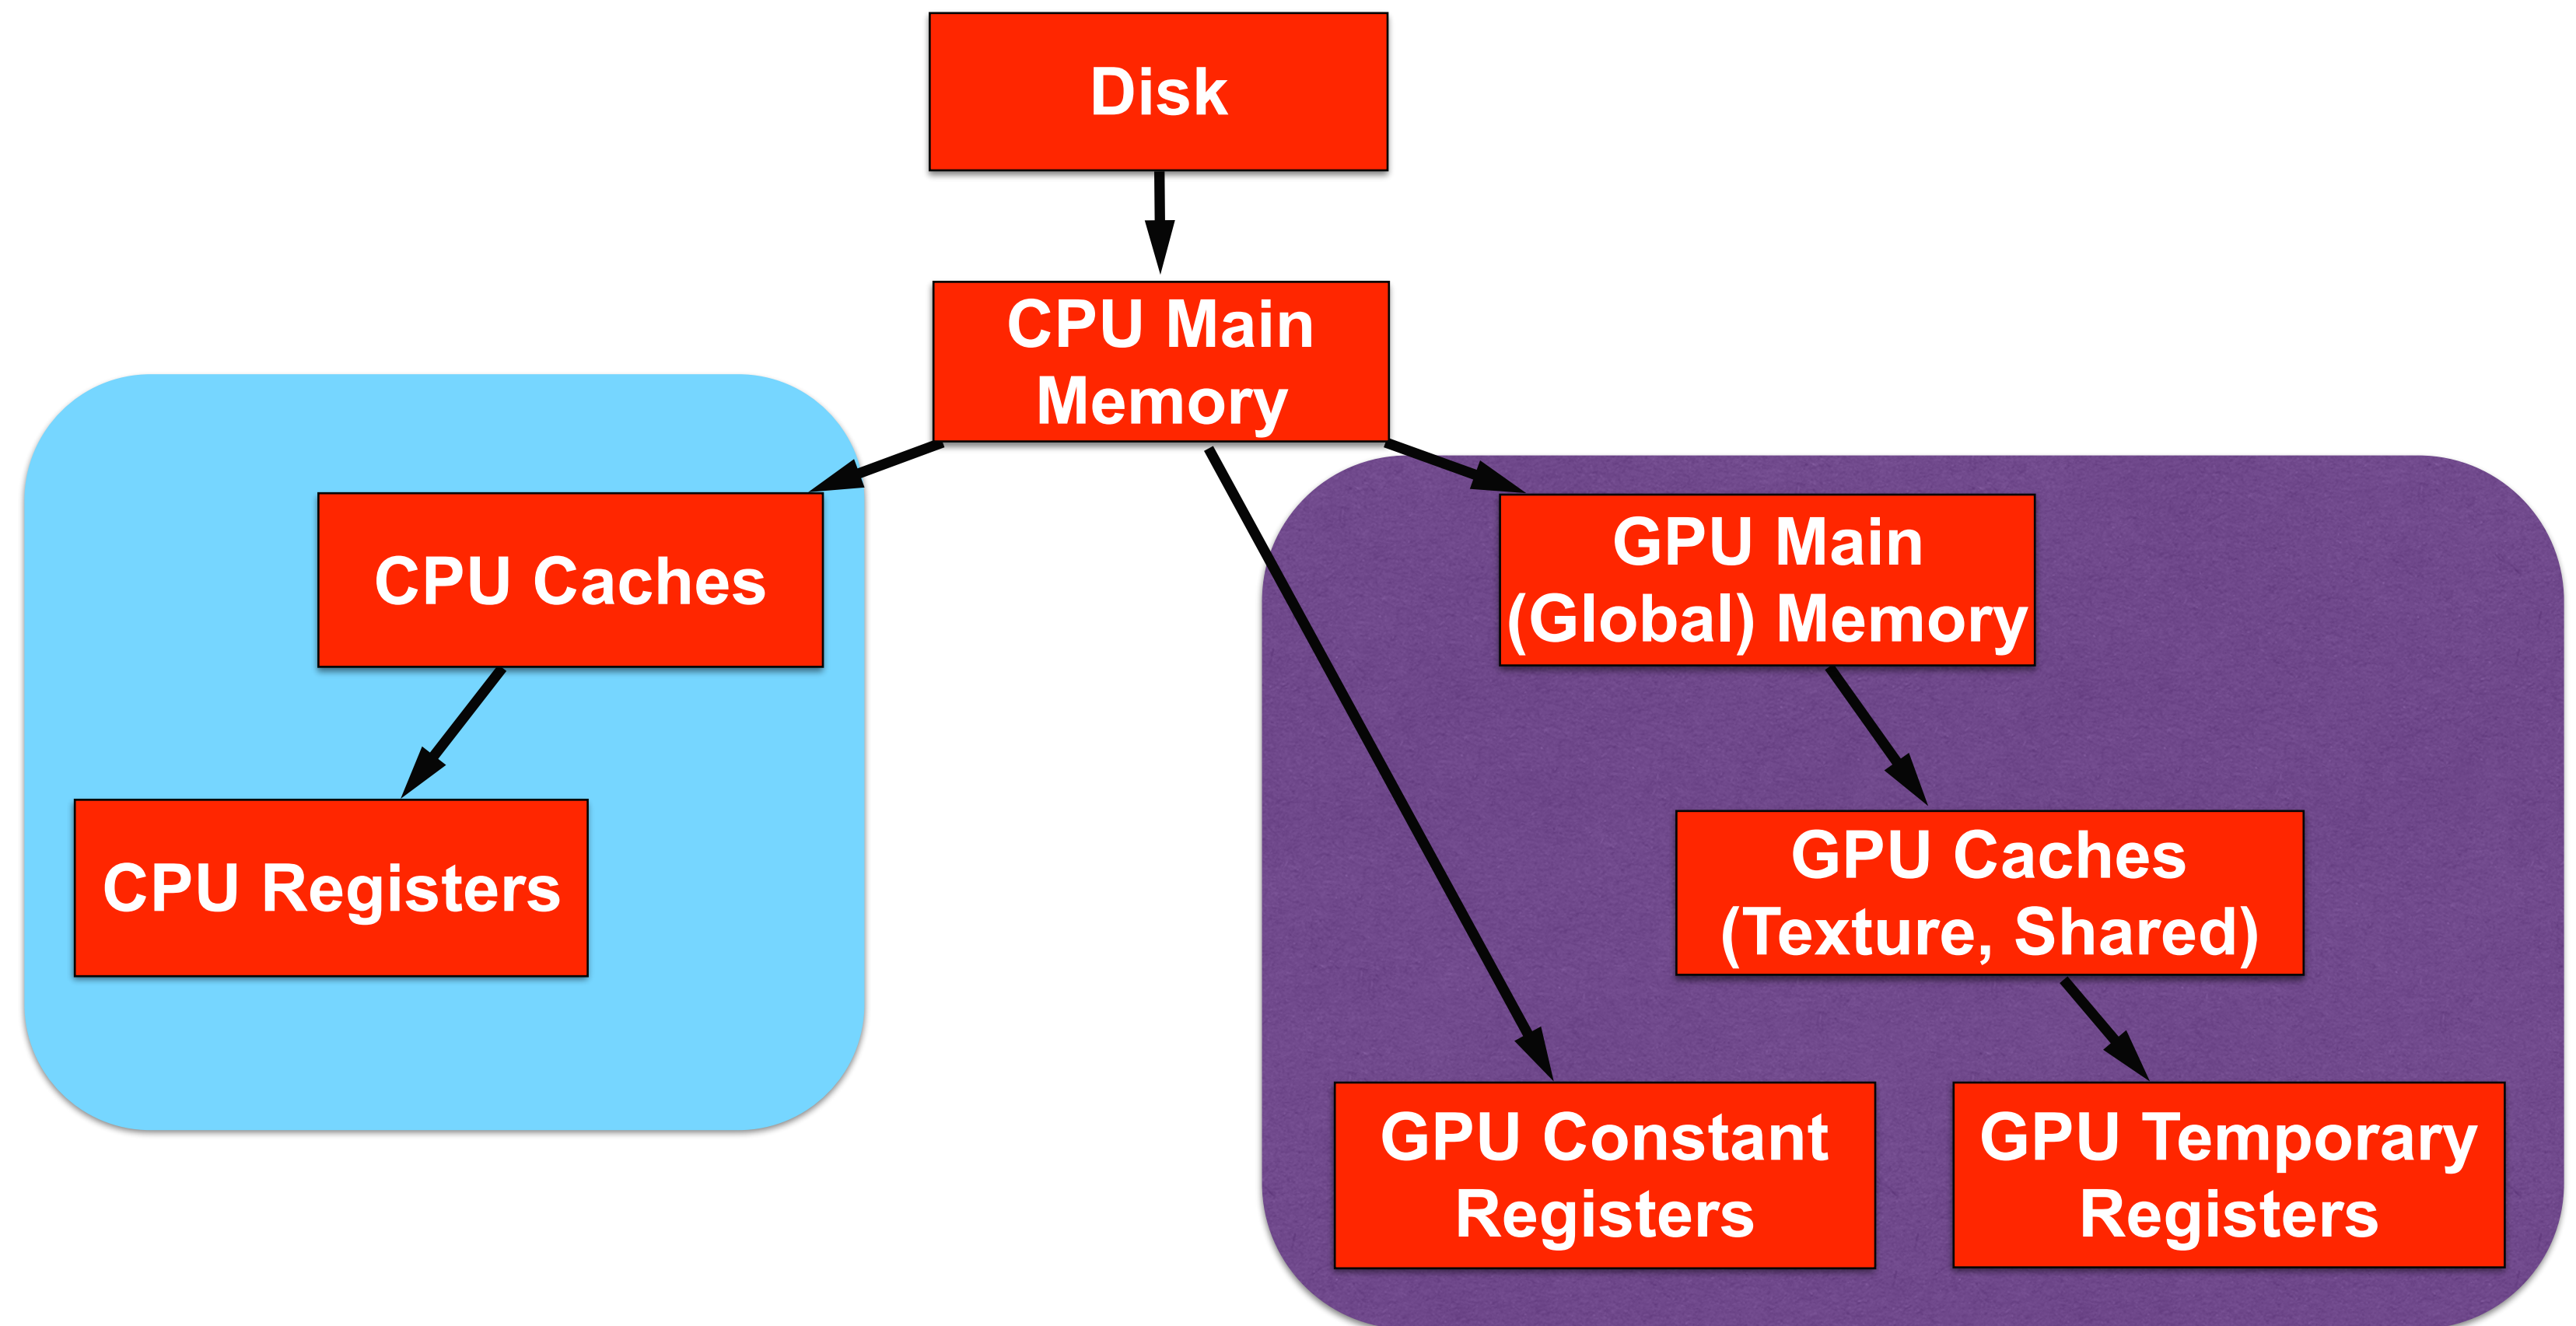 Disk
CPU Main
Memory
CPU Caches
CPU Registers
GPU Main
(Global) Memory
GPU Caches
(Texture, Shared)
GPU Constant
Registers
GPU Temporary
Registers